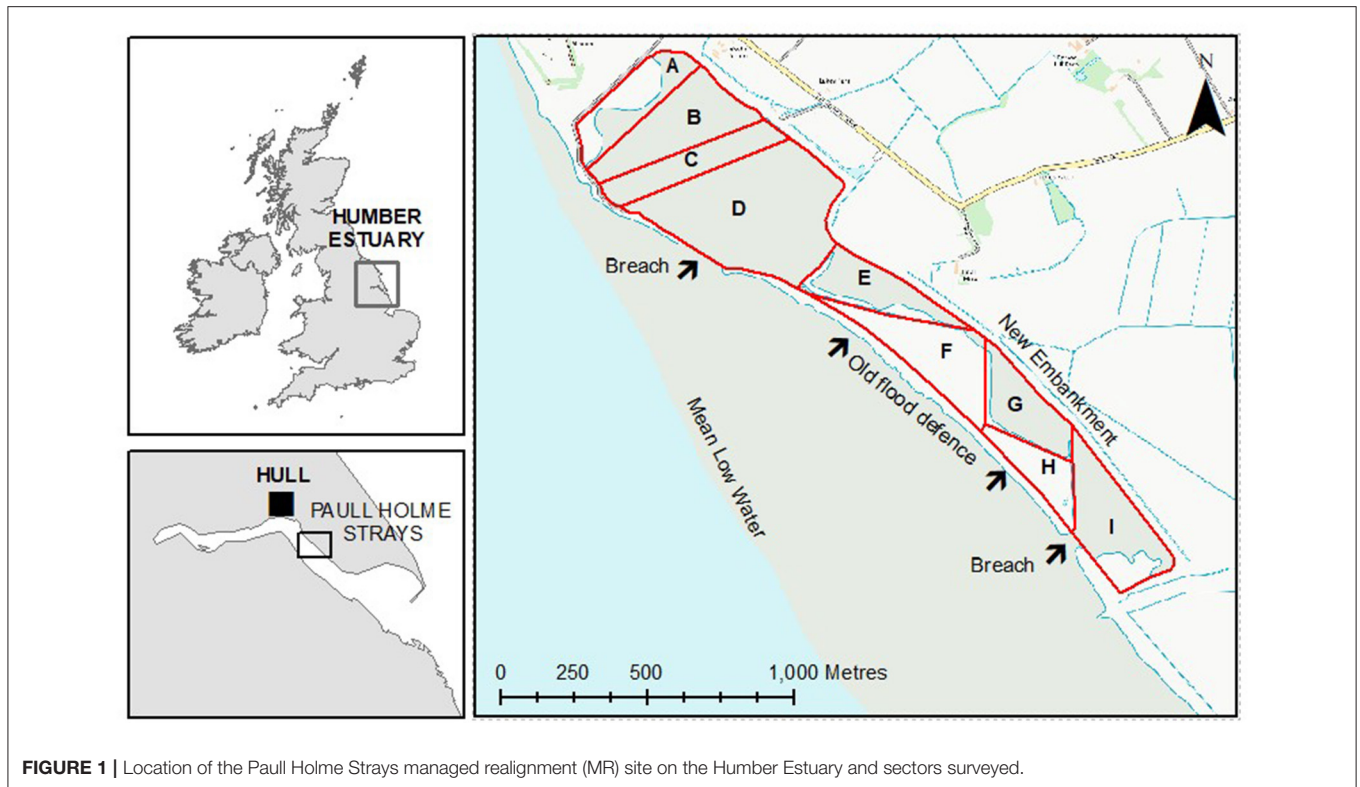 HUMBER
ESTUARY
HULL
PAULL HOLME
STRAYS
N
A
B
C
D
E
F
G
H
I
Breach
Old flood defence
New Embankment
Breach
Mean Low Water
0 250 500 1,000 Metres
FIGURE 1 | Location of the Paull Holme Strays managed realignment (MR) site on the Humber Estuary and sectors surveyed.